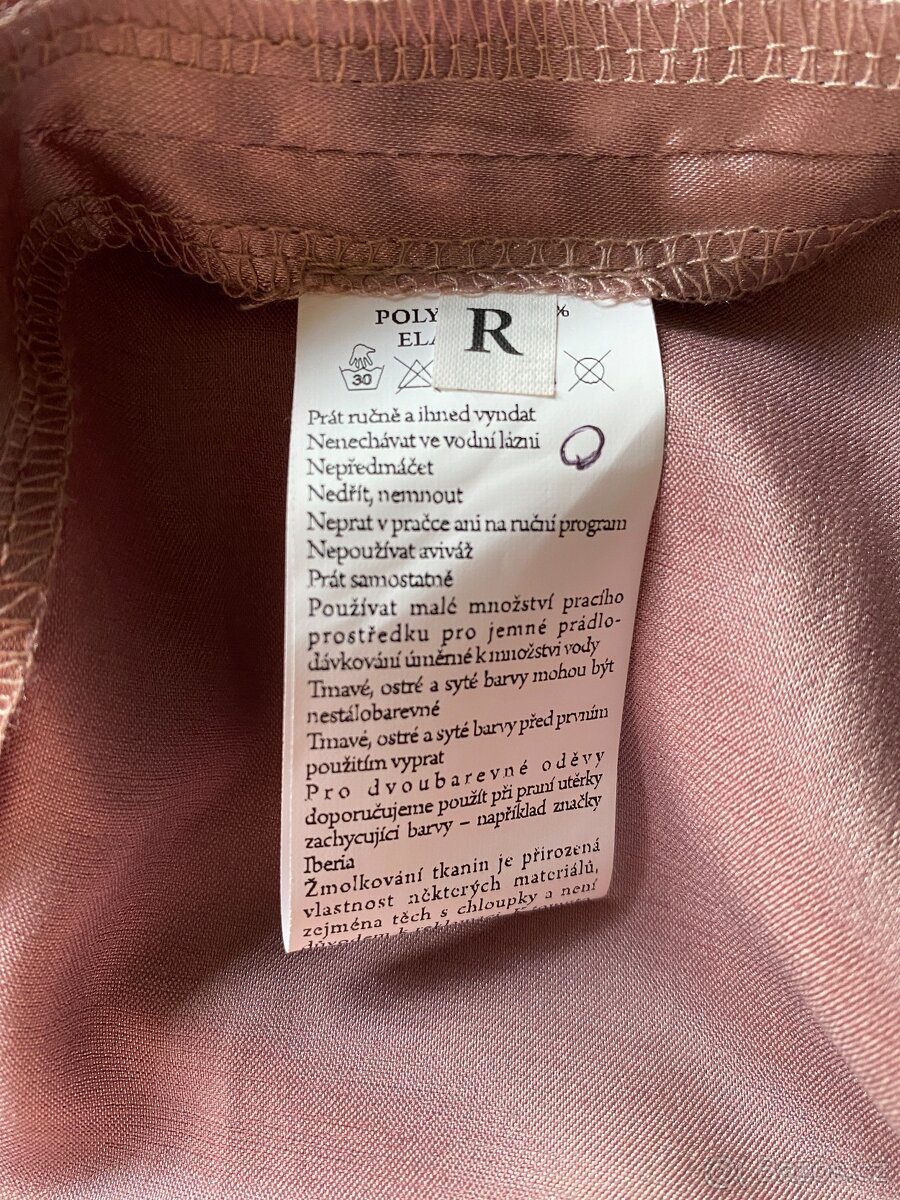 POLY R %
ELA
30
Prát ručně a ihned vyndat
Nenechávat ve vodní lázni
Nepředmáčet
Nedřít, nemnout
Neprat v pračce ani na ruční program
Nepoužívat aviváž
Prát samostatně
Používat malé množství pracího
prostředku pro jemné prádlo-
dávkování úměrné k množství vody
Tmavé, ostré a syté barvy mohou být
nestálobarevné
Tmavé, ostré a syté barvy před prvním
použitím vyprat
Pro dvoubarevné oděvy
doporučujeme použít při praní utěrky
zachycující barvy – například značky
Iberia
Žmolkování tkanin je přirozená
vlastnost některých materiálů,
zejména těch s chloupky a není
důvodem k reklamaci.